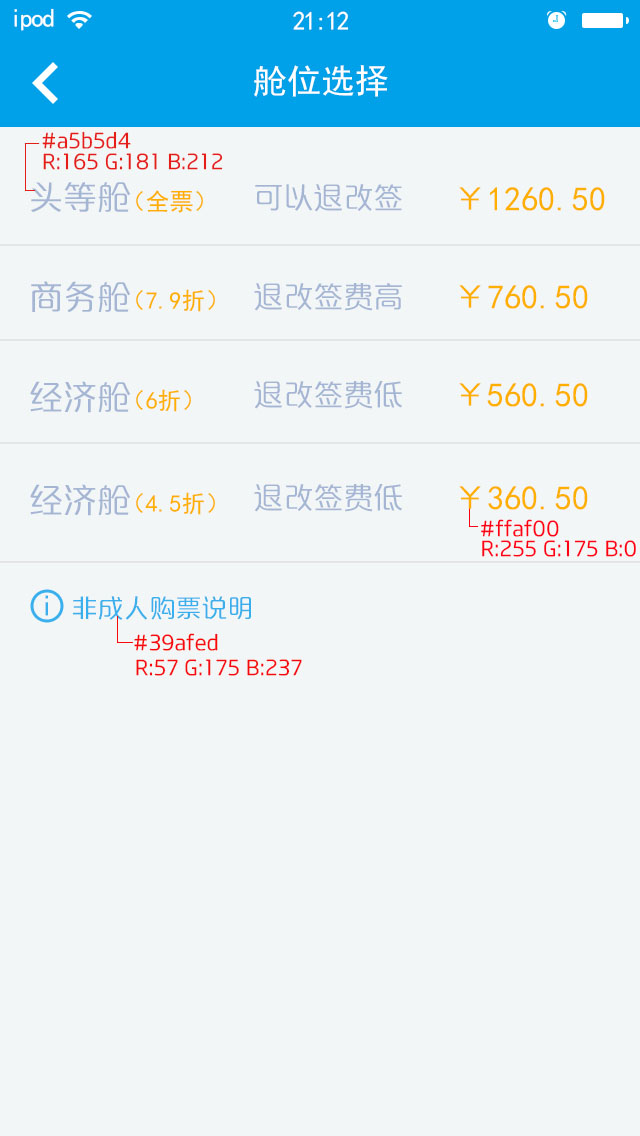 ipod 21:12
舱位选择
#a5b5d4
R:165 G:181 B:212
头等舱（全票） 可以退改签 ￥1260.50
商务舱（7.9折） 退改签费高 ￥760.50
经济舱（6折） 退改签费低 ￥560.50
经济舱（4.5折） 退改签费低 ￥360.50
#ffaf00
R:255 G:175 B:0
非成人购票说明
#39afed
R:57 G:175 B:237